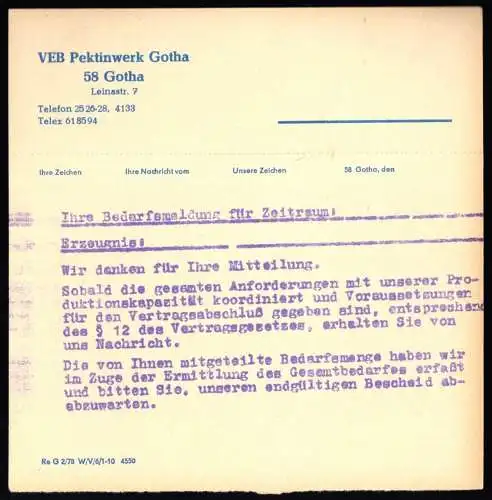 VEB Pektinwerk Gotha
58 Gotha
Leinastr. 7
Telefon 2526-28, 4133
Telex 618594
Ihre Zeichen Ihre Nachricht vom Unsere Zeichen 58 Gotha, den
Ihre Bedarfsmeldung für Zeitraum:
Erzeugnis:
Wir danken für Ihre Mitteilung.
Sobald die gesamten Anforderungen mit unserer Pro-
duktionskapazität koordiniert und Voraussetzungen
für den Vertragsabschluß gegeben sind, entsprechend
des § 12 des Vertragsgesetzes, erhalten Sie von
uns Nachricht.
Die von Ihnen mitgeteilte Bedarfsmenge haben wir
im Zuge der Ermittlung des Gesamtbedarfes erfaßt
und bitten Sie, unseren endgültigen Bescheid ab-
abzuwarten.
Re G 2/78 W/V/6/1-10 4550